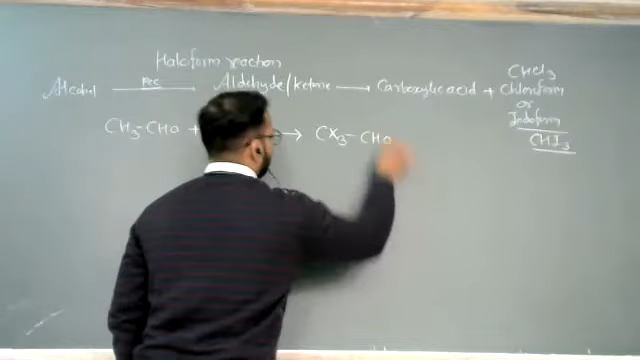 Haloform reaction
Alcohol PCC → Aldehyde/ketone → Carboxylic acid + CHCl3
Chloroform
or
Iodoform
CHI3
CH3-CHO + → CX3-CHO